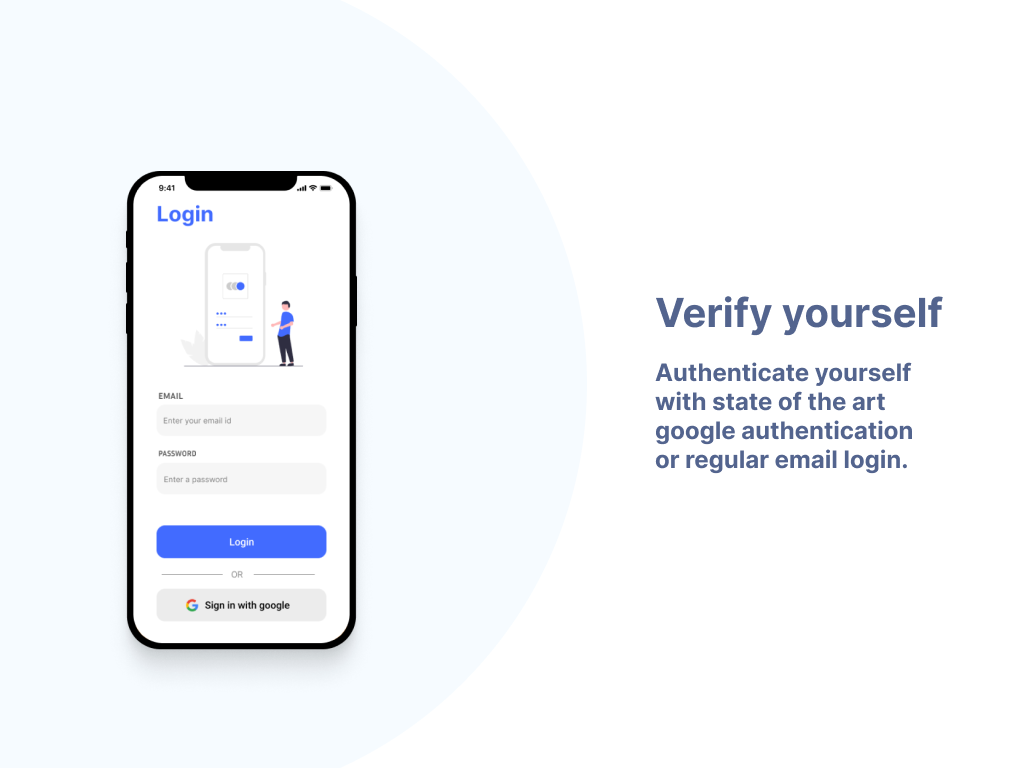 9:41
Login
EMAIL
Enter your email id
PASSWORD
Enter a password
Login
OR
Sign in with google
Verify yourself
Authenticate yourself
with state of the art
google authentication
or regular email login.